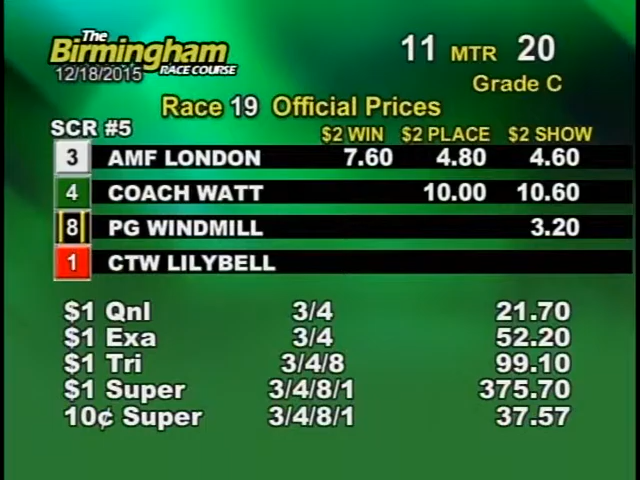 The
Birmingham
RACE COURSE
12/18/2015
11 MTR 20
Grade C
Race 19 Official Prices
SCR #5
$2 WIN $2 PLACE $2 SHOW
3 AMF LONDON 7.60 4.80 4.60
4 COACH WATT 10.00 10.60
8 PG WINDMILL 3.20
1 CTW LILYBELL
$1 Qnl 3/4 21.70
$1 Exa 3/4 52.20
$1 Tri 3/4/8 99.10
$1 Super 3/4/8/1 375.70
10¢ Super 3/4/8/1 37.57